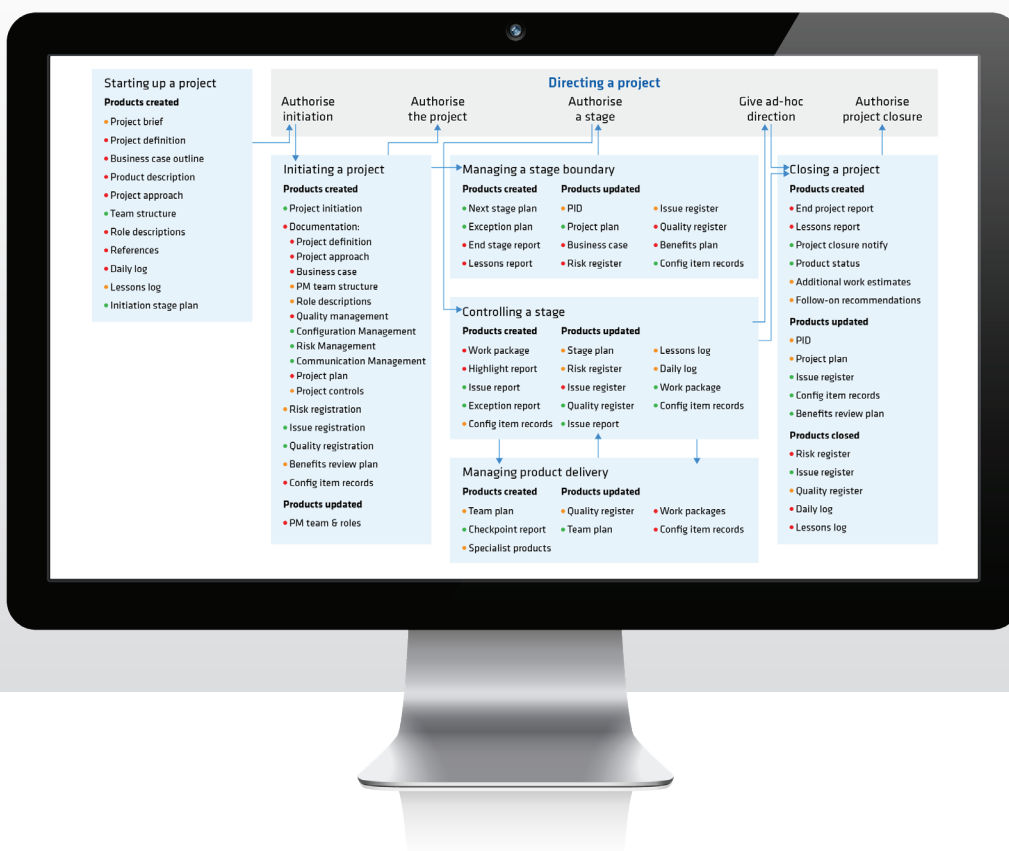 Starting up a project
Products created
Project brief
Project definition
Business case outline
Product description
Project approach
Team structure
Role descriptions
References
Daily log
Lessons log
Initiation stage plan
Directing a project
Authorise
initiation
Authorise
the project
Authorise
a stage
Give ad-hoc
direction
Authorise
project closure
Initiating a project
Products created
Project initiation
Documentation:
Project definition
Project approach
Business case
PM team structure
Role descriptions
Quality management
Configuration Management
Risk Management
Communication Management
Project plan
Project controls
Risk registration
Issue registration
Quality registration
Benefits review plan
Config item records
Products updated
PM team & roles
Managing a stage boundary
Products created
Next stage plan
Exception plan
End stage report
Lessons report
Products updated
PID
Project plan
Business case
Risk register
Issue register
Quality register
Benefits plan
Config item records
Controlling a stage
Products created
Work package
Highlight report
Issue report
Exception report
Config item records
Products updated
Stage plan
Risk register
Issue register
Quality register
Issue report
Lessons log
Daily log
Work package
Config item records
Managing product delivery
Products created
Team plan
Checkpoint report
Specialist products
Products updated
Quality register
Team plan
Work packages
Config item records
Closing a project
Products created
End project report
Lessons report
Project closure notify
Product status
Additional work estimates
Follow-on recommendations
Products updated
PID
Project plan
Issue register
Config item records
Benefits review plan
Products closed
Risk register
Issue register
Quality register
Daily log
Lessons log